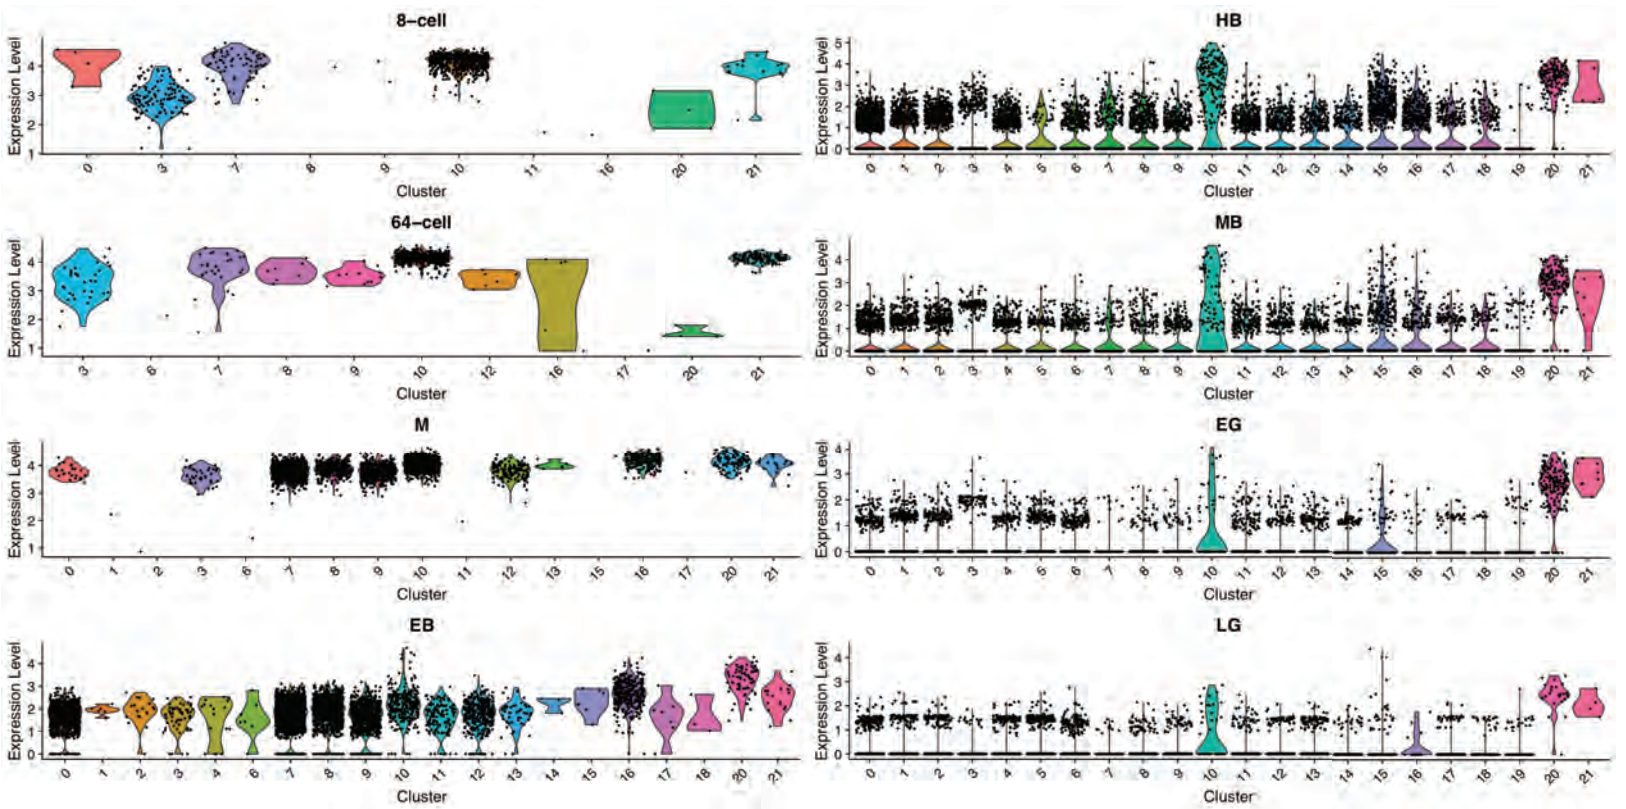 8−cell
Expression Level
4
3
2
1
0 3 7 8 9 10 11 16 20 21
Cluster
64−cell
Expression Level
4
3
2
1
3 6 7 8 9 10 12 16 17 20 21
Cluster
M
Expression Level
4
3
2
1
0 1 2 3 6 7 8 9 10 11 12 13 15 16 17 20 21
Cluster
EB
Expression Level
4
3
2
1
0
0 1 2 3 4 6 7 8 9 10 11 12 13 14 15 16 17 18 20 21
Cluster
HB
Expression Level
5
4
3
2
1
0
0 1 2 3 4 5 6 7 8 9 10 11 12 13 14 15 16 17 18 19 20 21
Cluster
MB
Expression Level
4
3
2
1
0
0 1 2 3 4 5 6 7 8 9 10 11 12 13 14 15 16 17 18 19 20 21
Cluster
EG
Expression Level
4
3
2
1
0
0 1 2 3 4 5 6 7 8 9 10 11 12 13 14 15 16 17 18 19 20 21
Cluster
LG
Expression Level
4
3
2
1
0
0 1 2 3 4 5 6 7 8 9 10 11 12 13 14 15 16 17 18 19 20 21
Cluster